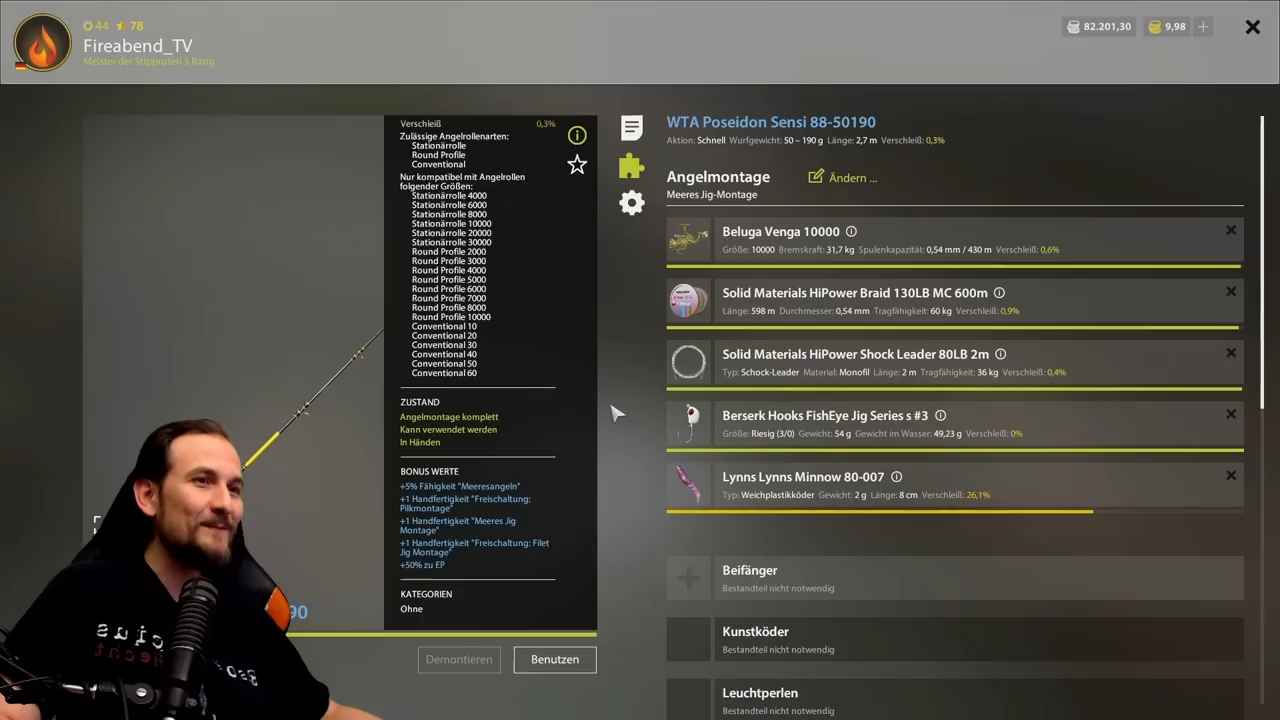 44 78
Fireabend_TV
Meister der Stippruten 5 Rang
82.201,30
9,98
Verschleiß 0,3%
Zulässige Angelrollenarten:
Stationärrolle
Round Profile
Conventional
Nur kompatibel mit Angelrollen
folgender Größen:
Stationärrolle 4000
Stationärrolle 6000
Stationärrolle 8000
Stationärrolle 10000
Stationärrolle 20000
Stationärrolle 30000
Round Profile 2000
Round Profile 3000
Round Profile 4000
Round Profile 5000
Round Profile 6000
Round Profile 7000
Round Profile 8000
Round Profile 10000
Conventional 10
Conventional 20
Conventional 30
Conventional 40
Conventional 50
Conventional 60
ZUSTAND
Angelmontage komplett
Kann verwendet werden
In Händen
BONUS WERTE
+5% Fähigkeit "Meeresangeln"
+1 Handfertigkeit "Freischaltung:
Pilkmontage"
+1 Handfertigkeit "Meeres Jig
Montage"
+1 Handfertigkeit "Freischaltung: Filet
Jig Montage"
+50% zu EP
KATEGORIEN
Ohne
90
Demontieren
Benutzen
WTA Poseidon Sensi 88-50190
Aktion: Schnell Wurfgewicht: 50 – 190 g Länge: 2,7 m Verschleiß: 0,3%
Angelmontage
Ändern ...
Meeres Jig-Montage
Beluga Venga 10000
Größe: 10000 Bremskraft: 31,7 kg Spulenkapazität: 0,54 mm / 430 m Verschleiß: 0,6%
Solid Materials HiPower Braid 130LB MC 600m
Länge: 598 m Durchmesser: 0,54 mm Tragfähigkeit: 60 kg Verschleiß: 0,9%
Solid Materials HiPower Shock Leader 80LB 2m
Typ: Schock-Leader Material: Monofil Länge: 2 m Tragfähigkeit: 36 kg Verschleiß: 0,4%
Berserk Hooks FishEye Jig Series s #3
Größe: Riesig (3/0) Gewicht: 54 g Gewicht im Wasser: 49,23 g Verschleiß: 0%
Lynns Lynns Minnow 80-007
Typ: Weichplastikköder Gewicht: 2 g Länge: 8 cm Verschleiß: 26,1%
Beifänger
Bestandteil nicht notwendig
Kunstköder
Bestandteil nicht notwendig
Leuchtperlen
Bestandteil nicht notwendig